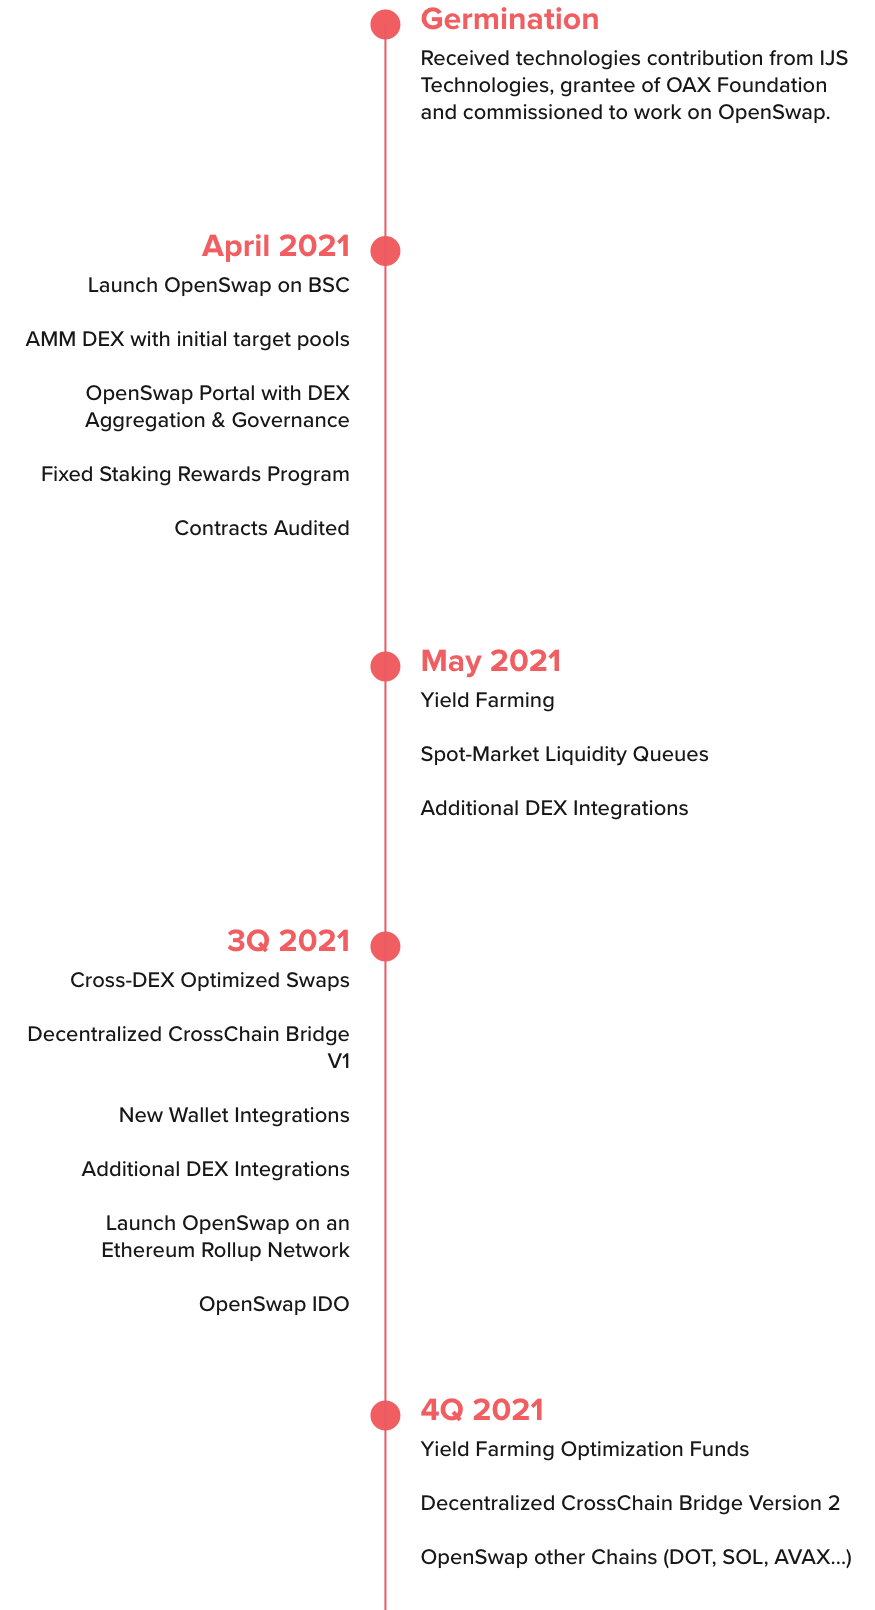 Germination
Received technologies contribution from IJS
Technologies, grantee of OAX Foundation
and commissioned to work on OpenSwap.
April 2021
Launch OpenSwap on BSC
AMM DEX with initial target pools
OpenSwap Portal with DEX
Aggregation & Governance
Fixed Staking Rewards Program
Contracts Audited
May 2021
Yield Farming
Spot-Market Liquidity Queues
Additional DEX Integrations
3Q 2021
Cross-DEX Optimized Swaps
Decentralized CrossChain Bridge
V1
New Wallet Integrations
Additional DEX Integrations
Launch OpenSwap on an
Ethereum Rollup Network
OpenSwap IDO
4Q 2021
Yield Farming Optimization Funds
Decentralized CrossChain Bridge Version 2
OpenSwap other Chains (DOT, SOL, AVAX...)